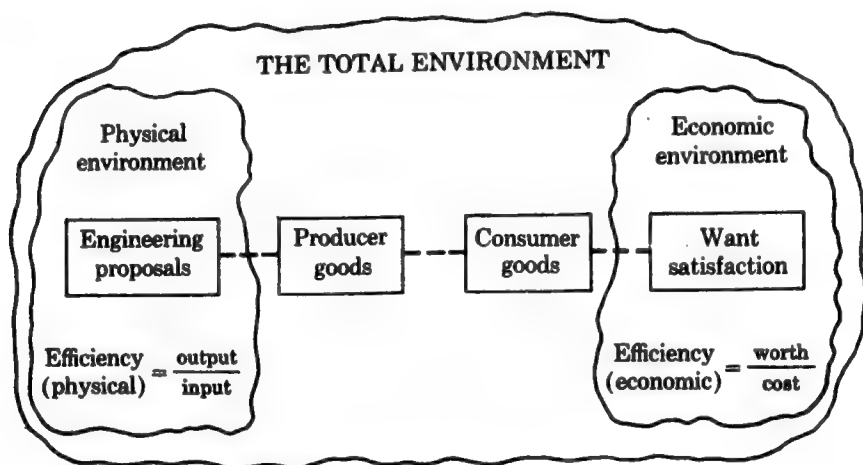 THE TOTAL ENVIRONMENT
Physical
environment
Economic
environment
Engineering
proposals
Producer
goods
Consumer
goods
Want
satisfaction
Efficiency
(physical) = output/input
Efficiency
(economic) = worth/cost